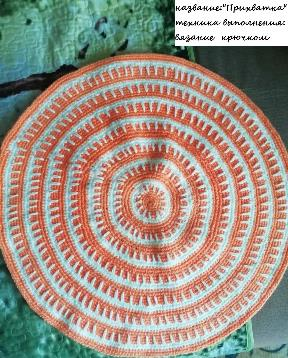 название:"Прихватка"
техника выполнения:
вязание крючком